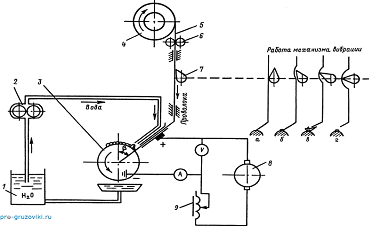 5
4
6
Работа механизма вибрации
7
2
3
Вода
Проволока
а
б
в
г
+
V
8
А
1
H₂O
9
pro-gruzoviki.ru